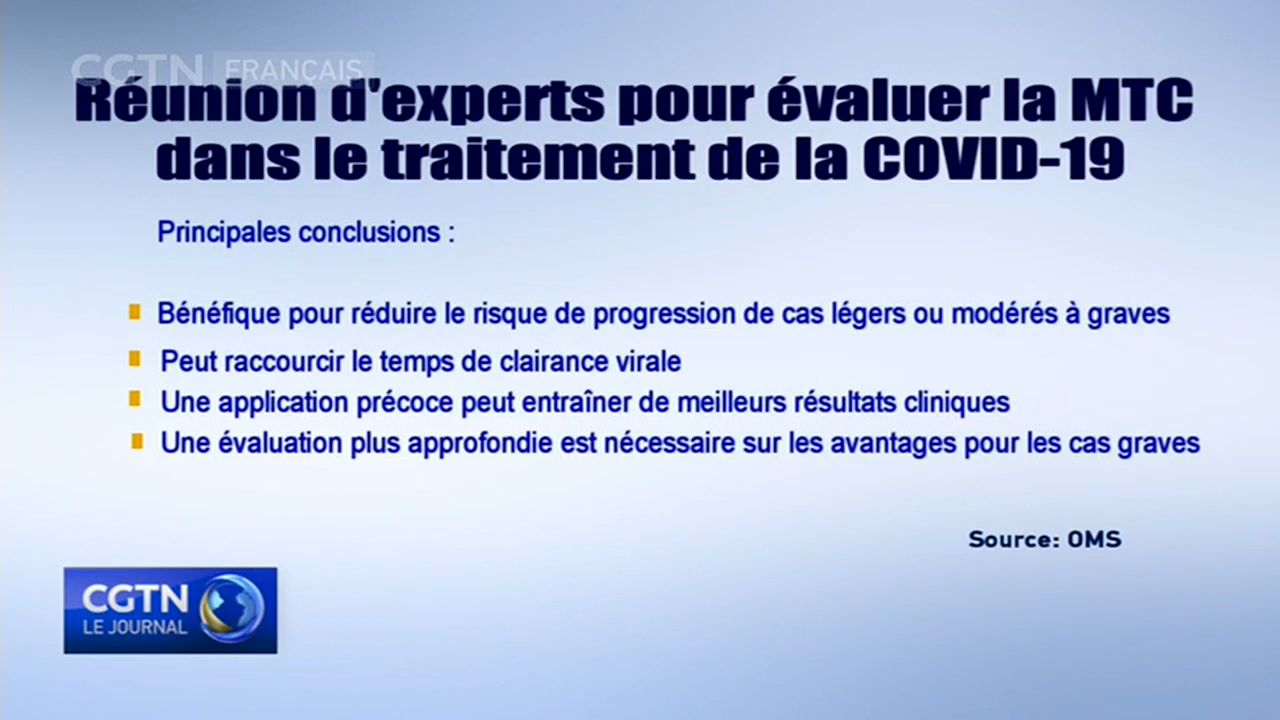 CGTN FRANÇAIS
Réunion d'experts pour évaluer la MTC
dans le traitement de la COVID-19
Principales conclusions :
Bénéfique pour réduire le risque de progression de cas légers ou modérés à graves
Peut raccourcir le temps de clairance virale
Une application précoce peut entraîner de meilleurs résultats cliniques
Une évaluation plus approfondie est nécessaire sur les avantages pour les cas graves
Source: OMS
CGTN
LE JOURNAL